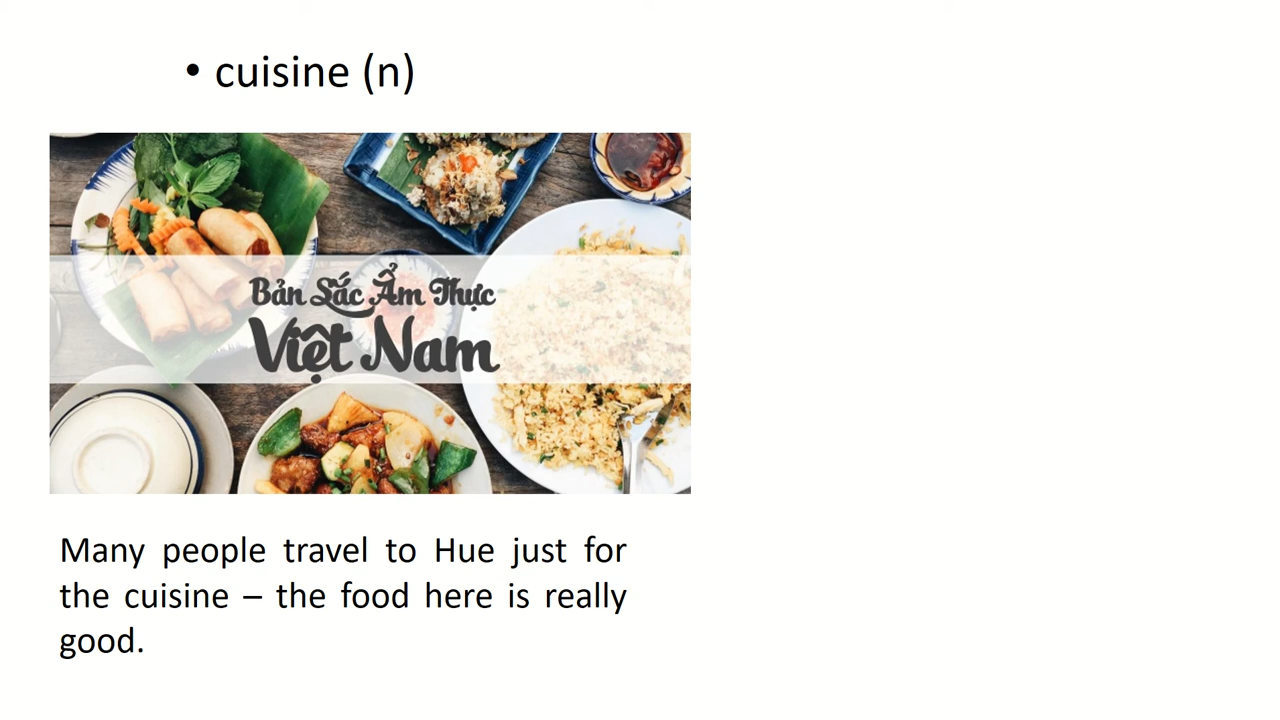 • cuisine (n)
Bản Sắc Ẩm Thực
Việt Nam
Many people travel to Hue just for
the cuisine – the food here is really
good.